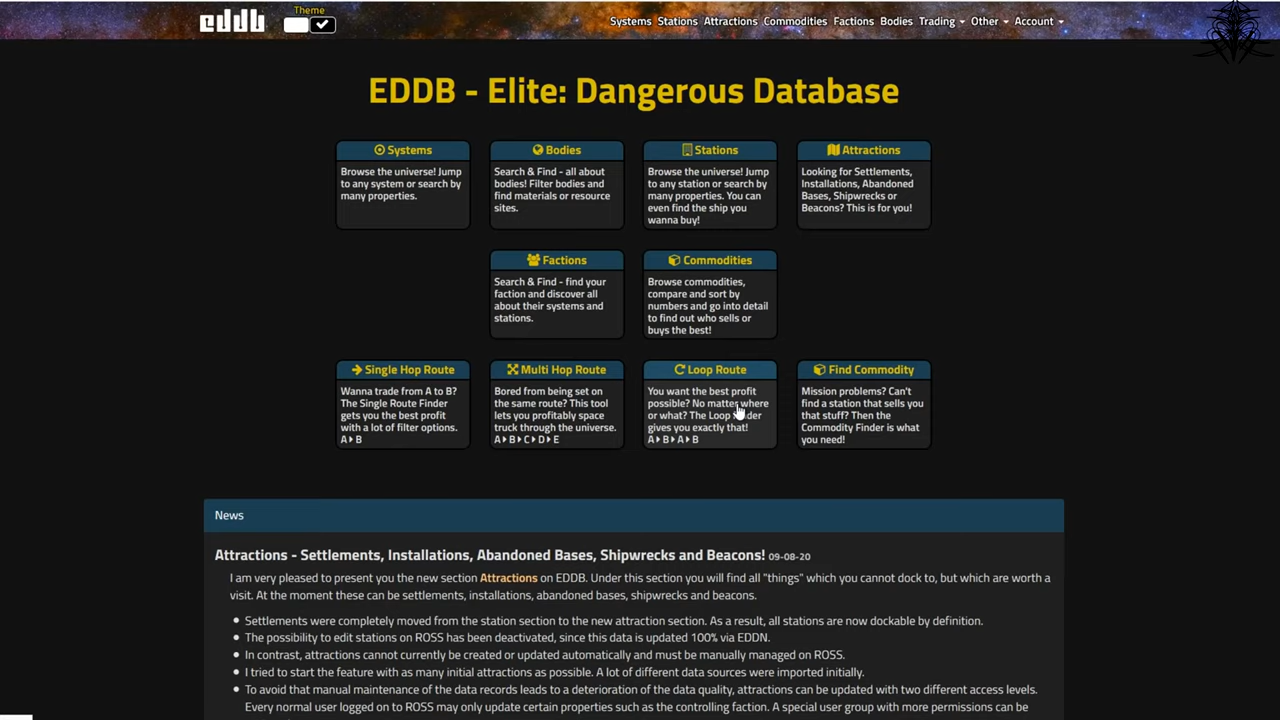 eddb
Theme
Systems Stations Attractions Commodities Factions Bodies Trading Other Account
EDDB - Elite: Dangerous Database
Systems
Browse the universe! Jump
to any system or search by
many properties.
Bodies
Search & Find - all about
bodies! Filter bodies and
find materials or resource
sites.
Stations
Browse the universe! Jump
to any station or search by
many properties. You can
even find the ship you
wanna buy!
Attractions
Looking for Settlements,
Installations, Abandoned
Bases, Shipwrecks or
Beacons? This is for you!
Factions
Search & Find - find your
faction and discover all
about their systems and
stations.
Commodities
Browse commodities,
compare and sort by
numbers and go into detail
to find out who sells or
buys the best!
Single Hop Route
Wanna trade from A to B?
The Single Route Finder
gets you the best profit
with a lot of filter options.
A▸B
Multi Hop Route
Bored from being set on
the same route? This tool
lets you profitably space
truck through the universe.
A▸B▸C▸D▸E
Loop Route
You want the best profit
possible? No matter where
or what? The Loop
gives you exactly that!
A▸B▸A▸B
Find Commodity
Mission problems? Can't
find a station that sells you
that stuff? Then the
Commodity Finder is what
you need!
News
Attractions - Settlements, Installations, Abandoned Bases, Shipwrecks and Beacons! 09-08-20
I am very pleased to present you the new section Attractions on EDDB. Under this section you will find all "things" which you cannot dock to, but which are worth a
visit. At the moment these can be settlements, installations, abandoned bases, shipwrecks and beacons.
Settlements were completely moved from the station section to the new attraction section. As a result, all stations are now dockable by definition.
The possibility to edit stations on ROSS has been deactivated, since this data is updated 100% via EDDN.
In contrast, attractions cannot currently be created or updated automatically and must be manually managed on ROSS.
I tried to start the feature with as many initial attractions as possible. A lot of different data sources were imported initially.
To avoid that manual maintenance of the data records leads to a deterioration of the data quality, attractions can be updated with two different access levels.
Every normal user logged on to ROSS may only update certain properties such as the controlling faction. A special user group with more permissions can be